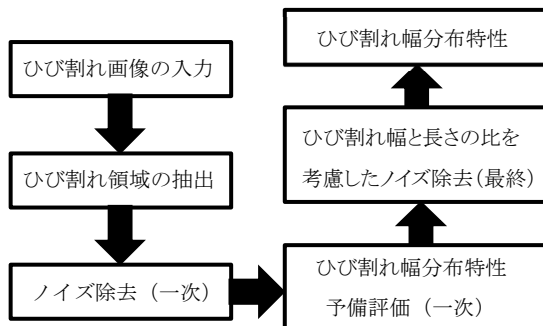 ひび割れ画像の入力
ひび割れ領域の抽出
ノイズ除去（一次）
ひび割れ幅分布特性
予備評価（一次）
ひび割れ幅と長さの比を
考慮したノイズ除去(最終)
ひび割れ幅分布特性